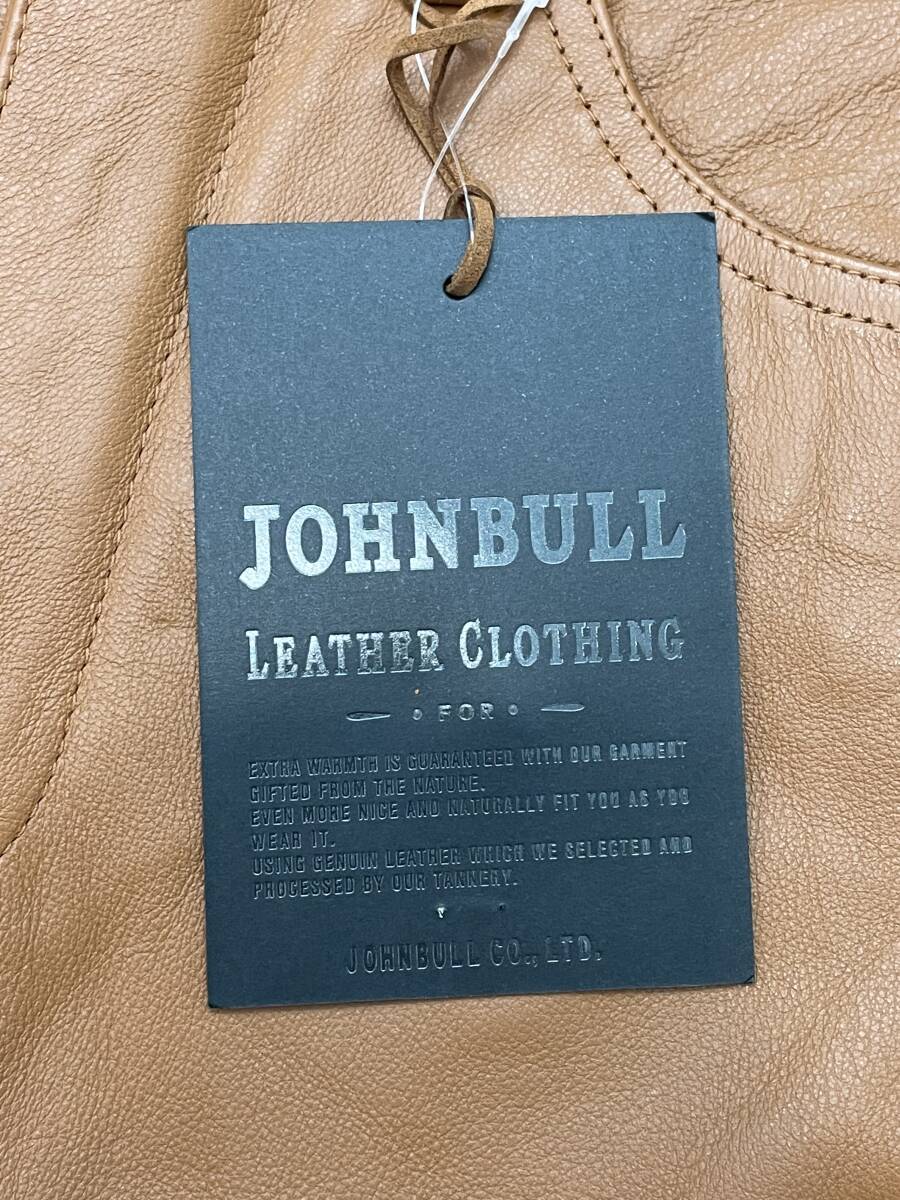 JOHNBULL
LEATHER CLOTHING
FOR
EXTRA WARMTH IS GUARANTEED WITH OUR GARMENT
GIFTED FROM THE NATURE.
EVEN MORE NICE AND NATURALLY FIT YOU AS YOU
WEAR IT.
USING GENUIN LEATHER WHICH WE SELECTED AND
PROCESSED BY OUR TANNERY.
JOHNBULL CO., LTD.